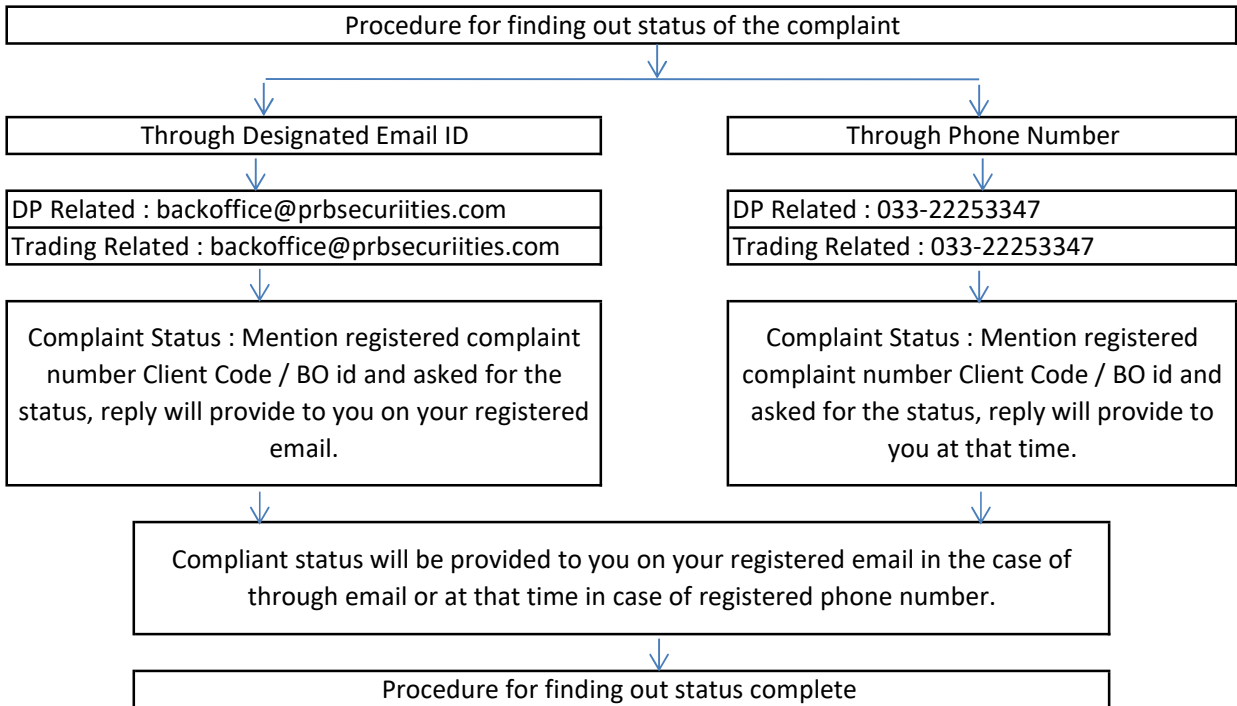 Procedure for finding out status of the complaint
Through Designated Email ID
DP Related : backoffice@prbsecuriities.com
Trading Related : backoffice@prbsecuriities.com
Complaint Status : Mention registered complaint
number Client Code / BO id and asked for the
status, reply will provide to you on your registered
email.
Through Phone Number
DP Related : 033-22253347
Trading Related : 033-22253347
Complaint Status : Mention registered
complaint number Client Code / BO id and
asked for the status, reply will provide to
you at that time.
Compliant status will be provided to you on your registered email in the case of
through email or at that time in case of registered phone number.
Procedure for finding out status complete